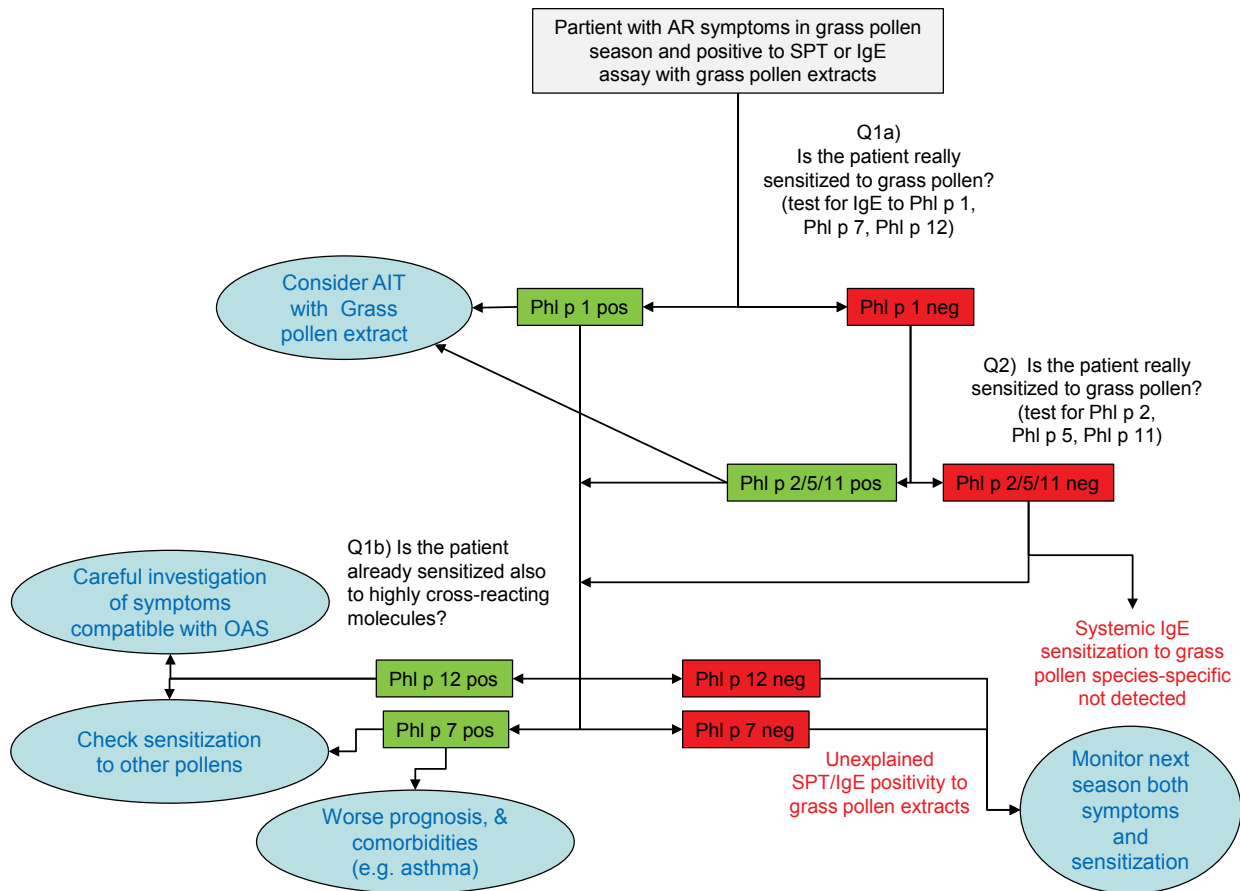 Partient with AR symptoms in grass pollen
season and positive to SPT or IgE
assay with grass pollen extracts
Q1a)
Is the patient really
sensitized to grass pollen?
(test for IgE to Phl p 1,
Phl p 7, Phl p 12)
Consider AIT
with Grass
pollen extract
Phl p 1 pos
Phl p 1 neg
Q2) Is the patient really
sensitized to grass pollen?
(test for Phl p 2,
Phl p 5, Phl p 11)
Phl p 2/5/11 pos
Phl p 2/5/11 neg
Q1b) Is the patient
already sensitized also
to highly cross-reacting
molecules?
Careful investigation
of symptoms
compatible with OAS
Systemic IgE
sensitization to grass
pollen species-specific
not detected
Phl p 12 pos
Phl p 12 neg
Check sensitization
to other pollens
Phl p 7 pos
Phl p 7 neg
Unexplained
SPT/IgE positivity to
grass pollen extracts
Monitor next
season both
symptoms
and
sensitization
Worse prognosis, &
comorbidities
(e.g. asthma)